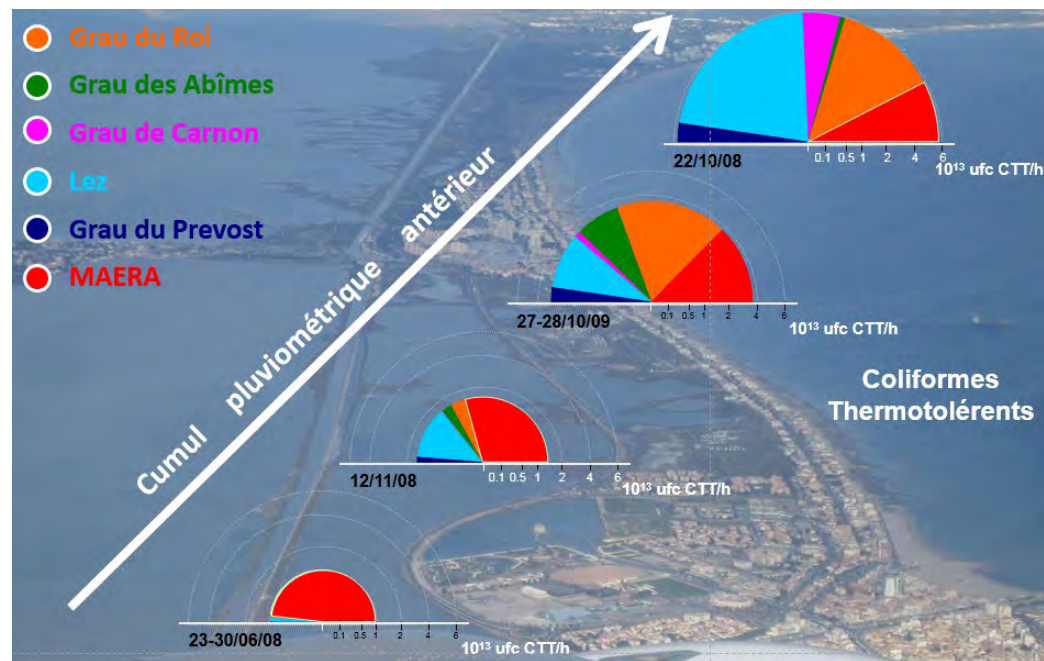 Grau du Roi
Grau des Abîmes
Grau de Carnon
Lez
Grau du Prevost
MAERA
Cumul pluviométrique antérieur
22/10/08
0.1 0.5 1 2 4 6
10¹³ ufc CTT/h
27-28/10/09
0.1 0.5 1 2 4 6
10¹³ ufc CTT/h
Coliformes
Thermotolérents
12/11/08
0.1 0.5 1 2 4 6
10¹³ ufc CTT/h
23-30/06/08
0.1 0.5 1 2 4 6
10¹³ ufc CTT/h